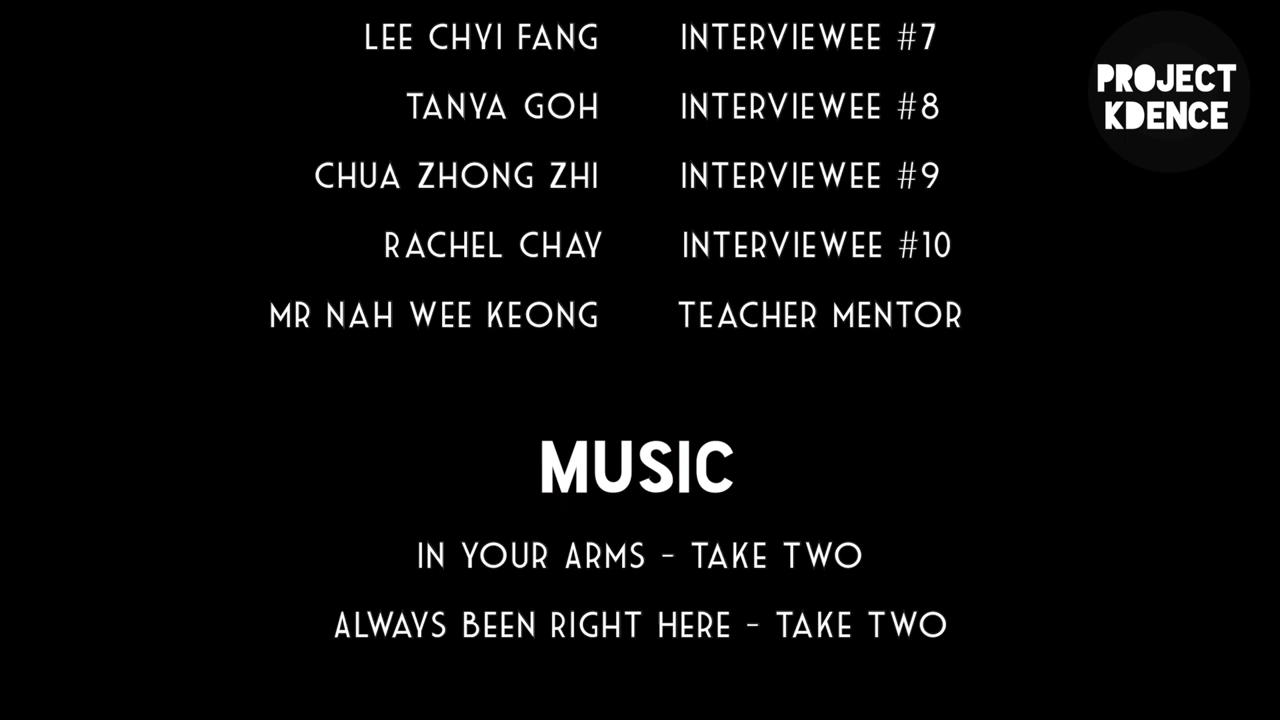 LEE CHYI FANG INTERVIEWEE #7
TANYA GOH INTERVIEWEE #8
CHUA ZHONG ZHI INTERVIEWEE #9
RACHEL CHAY INTERVIEWEE #10
MR NAH WEE KEONG TEACHER MENTOR
MUSIC
IN YOUR ARMS - TAKE TWO
ALWAYS BEEN RIGHT HERE - TAKE TWO
PROJECT
KDENCE